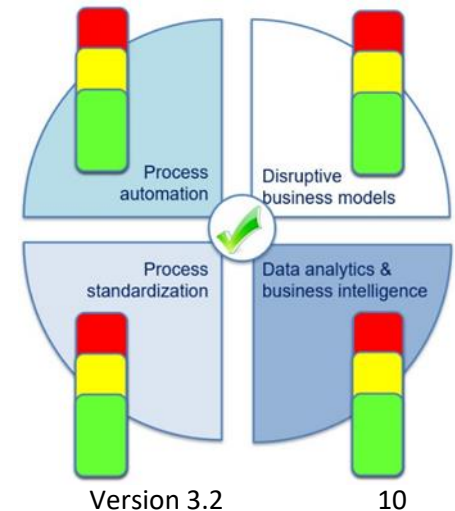 Process
automation
Disruptive
business models
Process
standardization
Data analytics &
business intelligence
Version 3.2
10